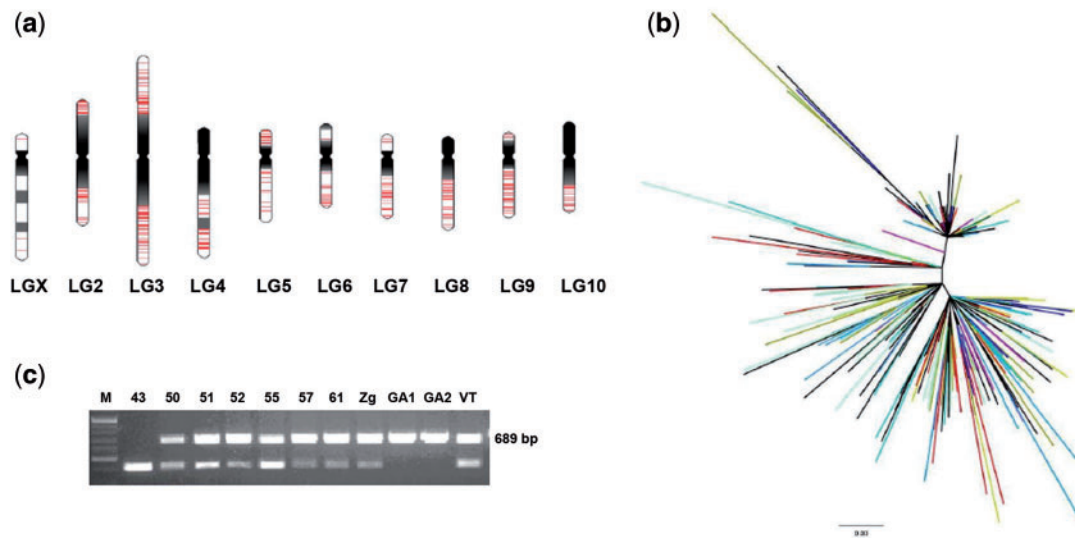 (a)
LGX LG2 LG3 LG4 LG5 LG6 LG7 LG8 LG9 LG10
(b)
(c)
M 43 50 51 52 55 57 61 Zg GA1 GA2 VT
689 bp